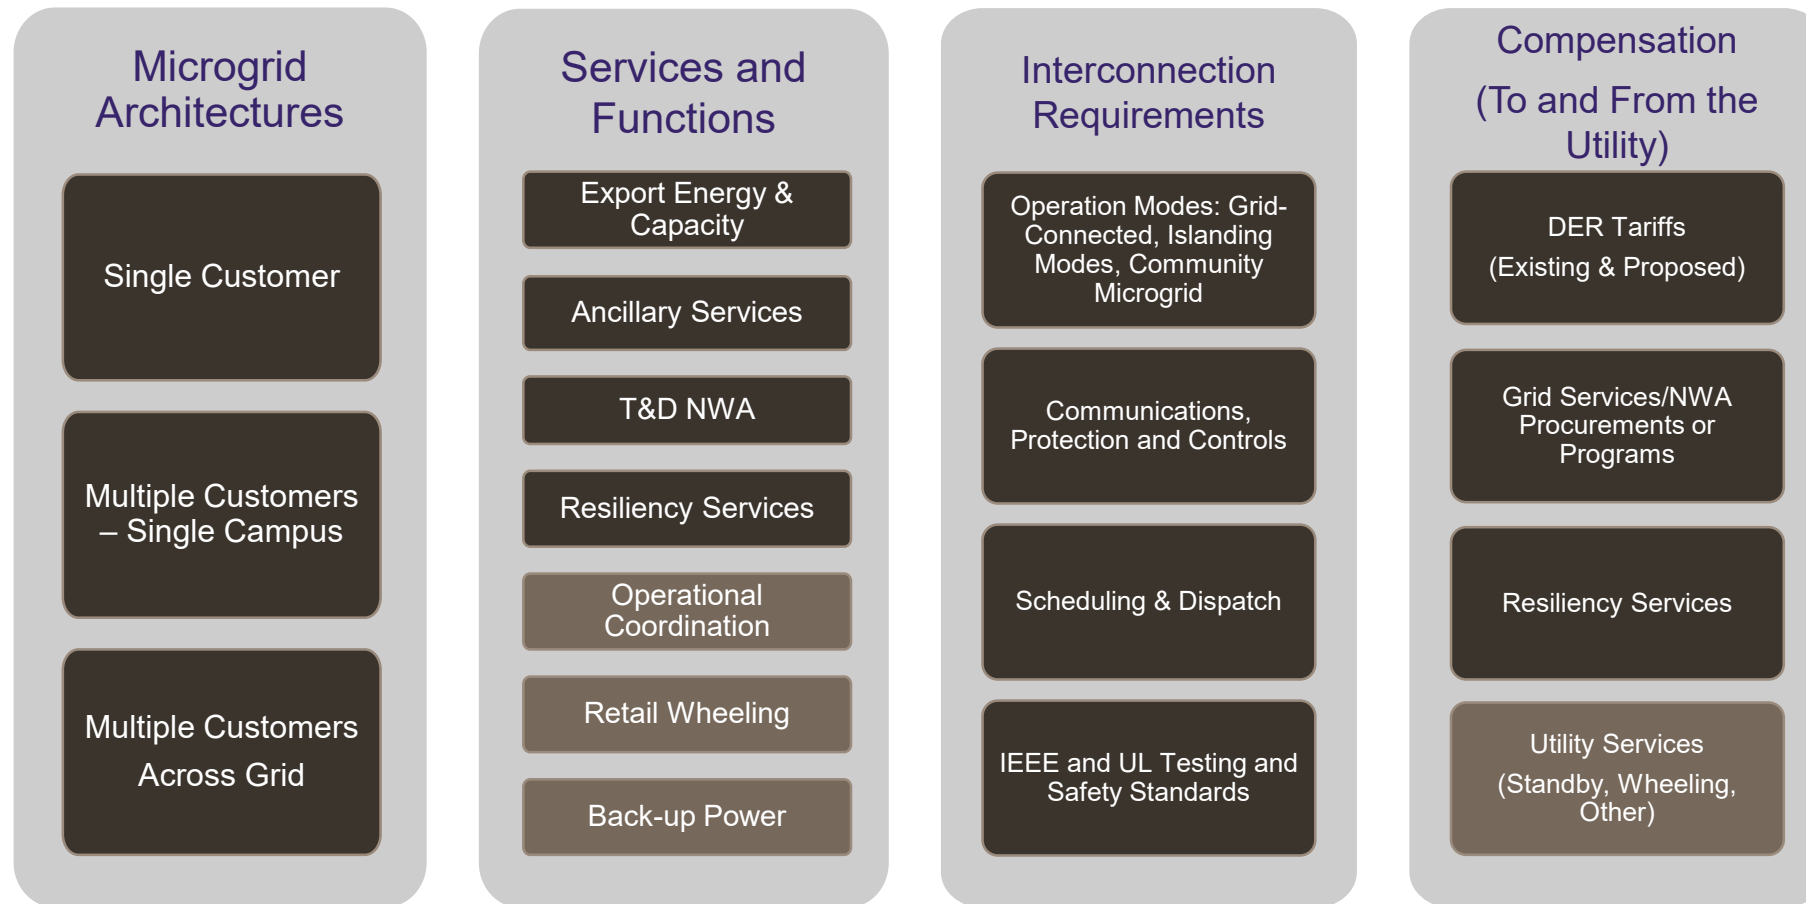 Microgrid
Architectures
Single Customer
Multiple Customers
– Single Campus
Multiple Customers
Across Grid
Services and
Functions
Export Energy &
Capacity
Ancillary Services
T&D NWA
Resiliency Services
Operational
Coordination
Retail Wheeling
Back-up Power
Interconnection
Requirements
Operation Modes: Grid-
Connected, Islanding
Modes, Community
Microgrid
Communications,
Protection and Controls
Scheduling & Dispatch
IEEE and UL Testing and
Safety Standards
Compensation
(To and From the
Utility)
DER Tariffs
(Existing & Proposed)
Grid Services/NWA
Procurements or
Programs
Resiliency Services
Utility Services
(Standby, Wheeling,
Other)